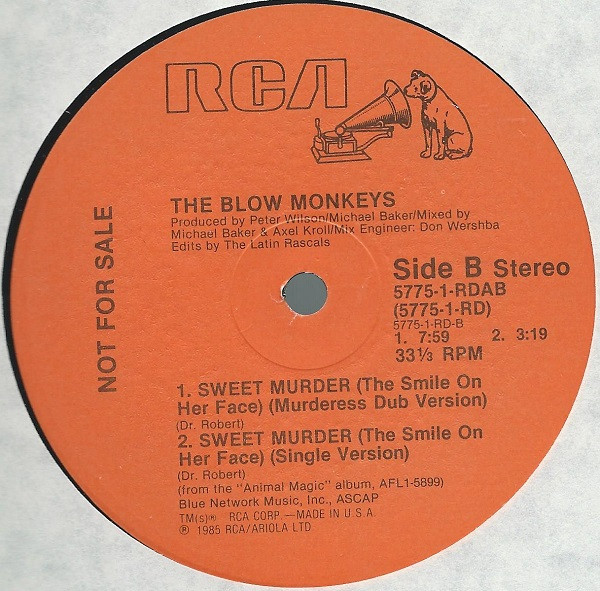 RCA
THE BLOW MONKEYS
Produced by Peter Wilson/Michael Baker/Mixed by
Michael Baker & Axel Kroll/Mix Engineer: Don Wershba
Edits by The Latin Rascals
NOT FOR SALE
Side B Stereo
5775-1-RDAB
(5775-1-RD)
5775-1-RD-B
1. 7:59 2. 3:19
33⅓ RPM
1. SWEET MURDER (The Smile On
Her Face) (Murderess Dub Version)
(Dr. Robert)
2. SWEET MURDER (The Smile On
Her Face) (Single Version)
(Dr. Robert)
(from the "Animal Magic" album, AFL1-5899)
Blue Network Music, Inc., ASCAP
TM(s)® RCA CORP.—MADE IN U.S.A.
℗ 1985 RCA/ARIOLA LTD